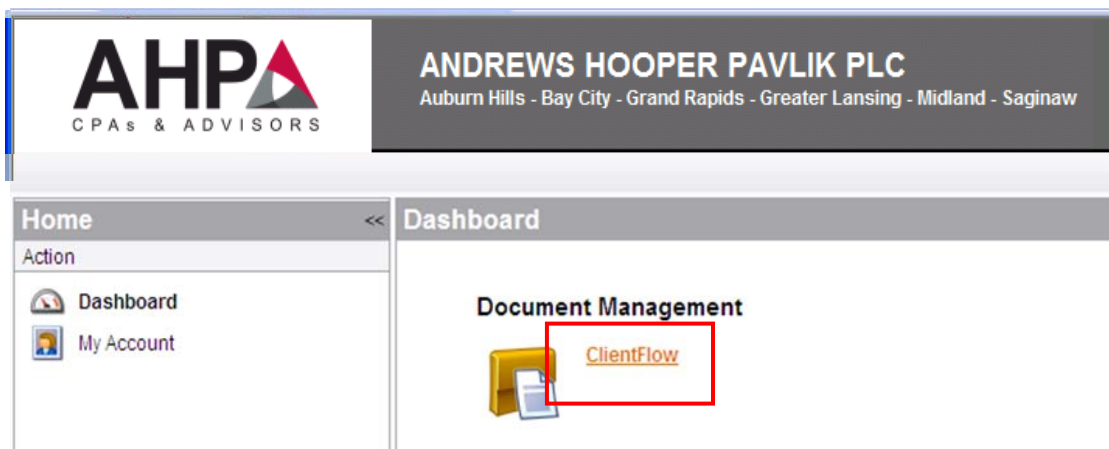 AHPA
CPAs & ADVISORS
ANDREWS HOOPER PAVLIK PLC
Auburn Hills - Bay City - Grand Rapids - Greater Lansing - Midland - Saginaw
Home <<
Action
Dashboard
My Account
Dashboard
Document Management
ClientFlow